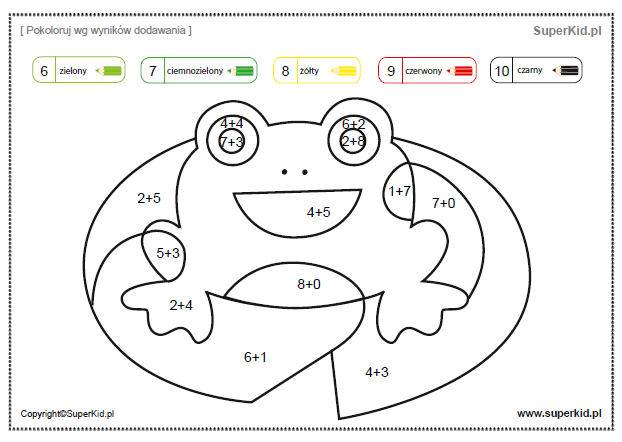 [ Pokoloruj wg wyników dodawania ]
SuperKid.pl
6 zielony
7 ciemnozielony
8 żółty
9 czerwony
10 czarny
4+4
6+2
7+3
2+8
2+5
1+7
7+0
4+5
5+3
8+0
2+4
6+1
4+3
Copyright©SuperKid.pl
www.superkid.pl